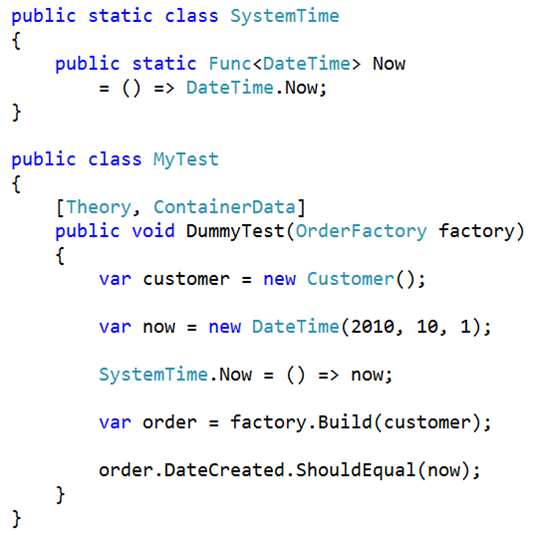 public static class SystemTime
{
    public static Func<DateTime> Now
        = () => DateTime.Now;
}

public class MyTest
{
    [Theory, ContainerData]
    public void DummyTest(OrderFactory factory)
    {
        var customer = new Customer();

        var now = new DateTime(2010, 10, 1);

        SystemTime.Now = () => now;

        var order = factory.Build(customer);

        order.DateCreated.ShouldEqual(now);
    }
}